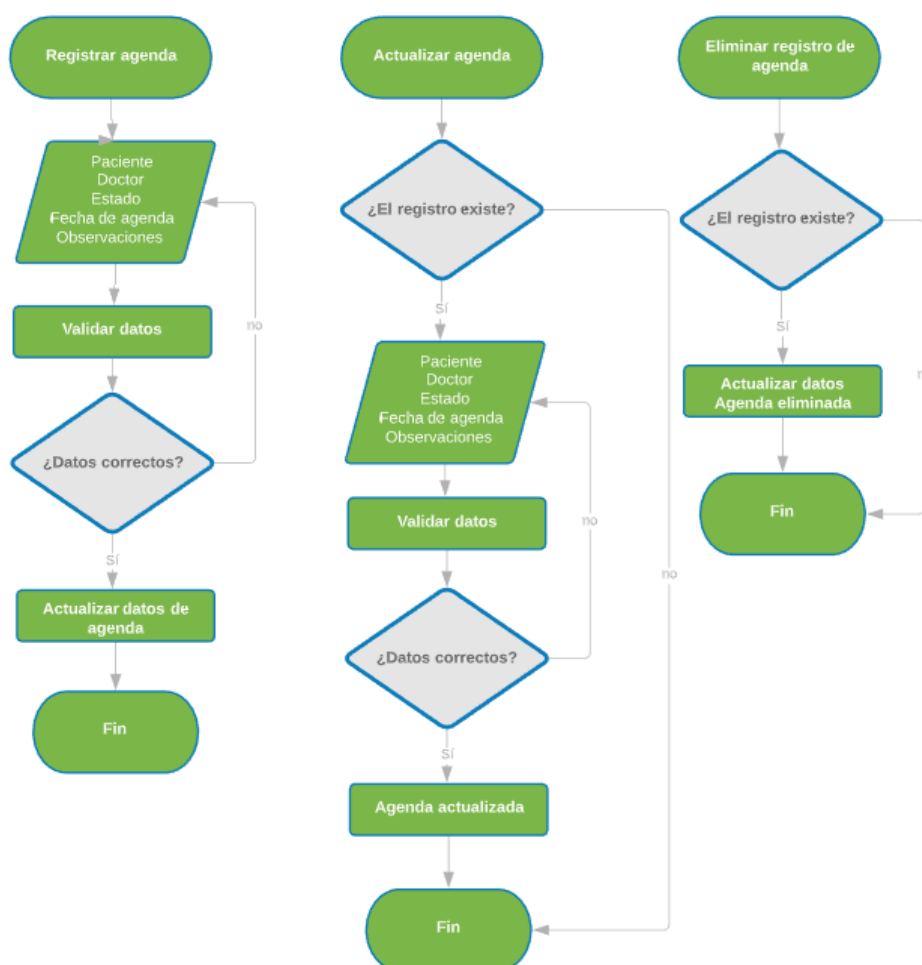 Registrar agenda
Paciente
Doctor
Estado
Fecha de agenda
Observaciones
no
Validar datos
¿Datos correctos?
Sí
Actualizar datos de
agenda
Fin
Actualizar agenda
¿El registro existe?
Sí
Paciente
Doctor
Estado
Fecha de agenda
Observaciones
Validar datos
no
no
¿Datos correctos?
Sí
Agenda actualizada
Fin
Eliminar registro de
agenda
¿El registro existe?
Sí
Actualizar datos
Agenda eliminada
Fin